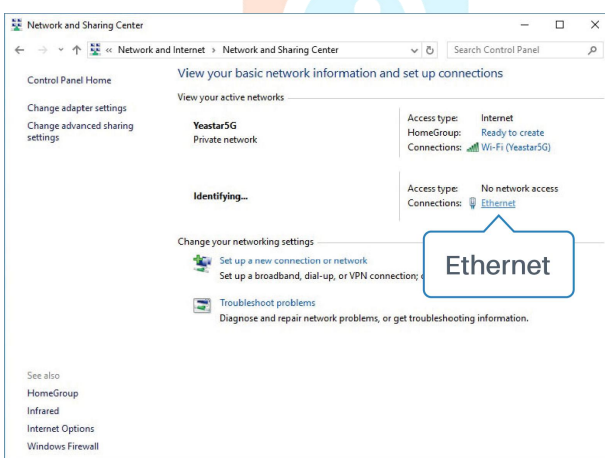 Network and Sharing Center
« Network and Internet › Network and Sharing Center
Search Control Panel
Control Panel Home
Change adapter settings
Change advanced sharing
settings
View your basic network information and set up connections
View your active networks
Yeastar5G
Private network
Access type: Internet
HomeGroup: Ready to create
Connections: Wi-Fi (Yeastar5G)
Identifying...
Access type: No network access
Connections: Ethernet
Ethernet
Change your networking settings
Set up a new connection or network
Set up a broadband, dial-up, or VPN connection;
Troubleshoot problems
Diagnose and repair network problems, or get troubleshooting information.
See also
HomeGroup
Infrared
Internet Options
Windows Firewall